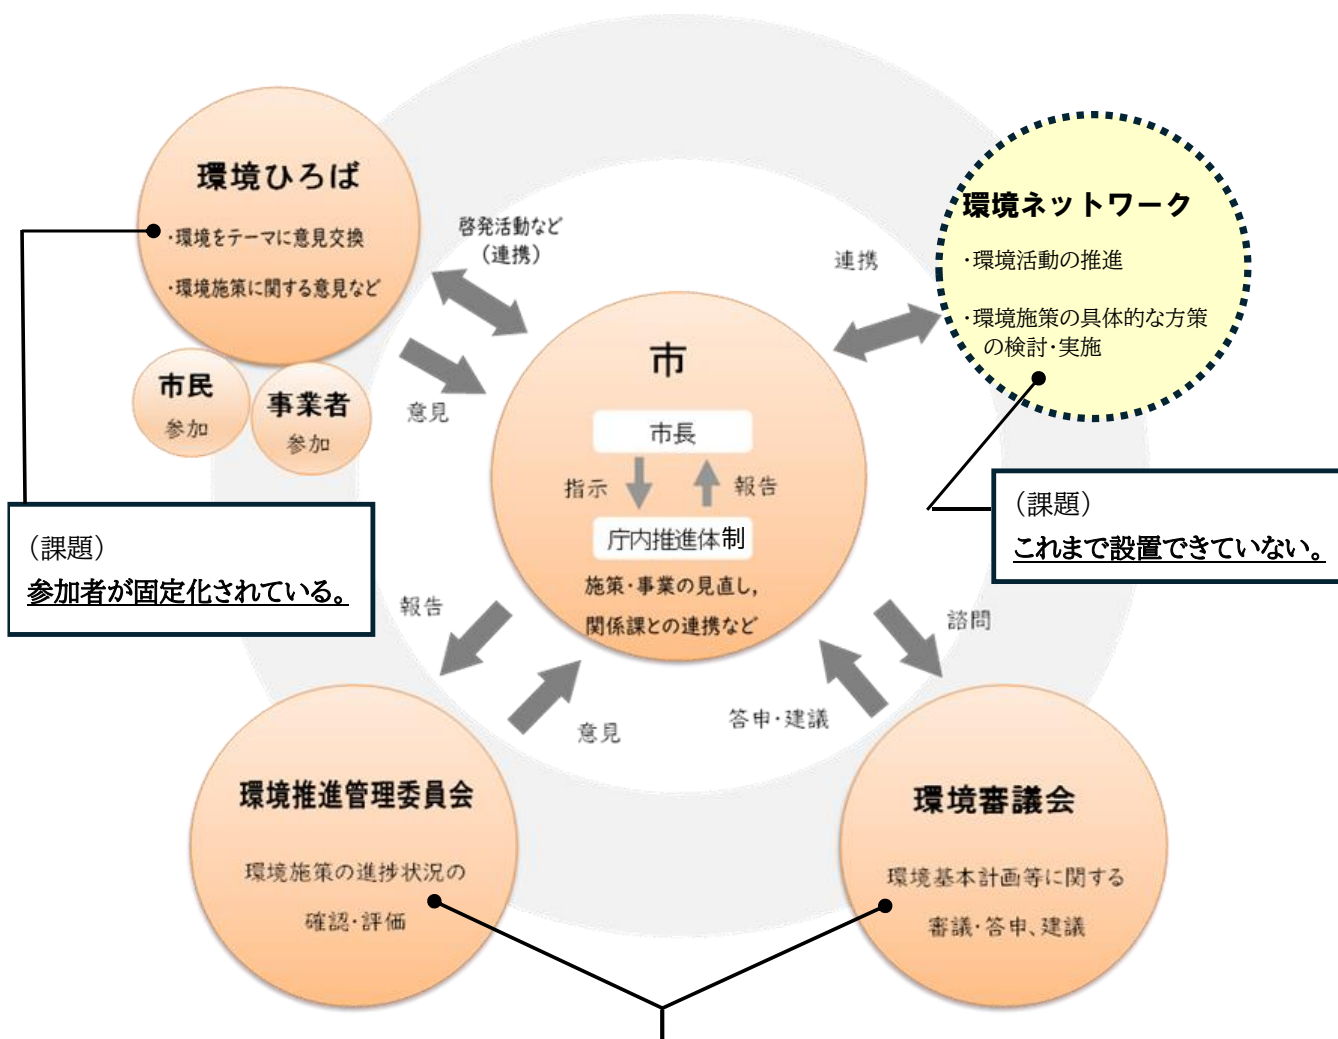 環境ひろば
・環境をテーマに意見交換
・環境施策に関する意見など
市民
参加
事業者
参加
(課題)
参加者が固定化されている。
啓発活動など
(連携)
意見
連携
環境ネットワーク
・環境活動の推進
・環境施策の具体的な方策
の検討・実施
(課題)
これまで設置できていない。
市
市長
指示
報告
庁内推進体制
施策・事業の見直し,
関係課との連携など
報告
意見
諮問
答申・建議
環境推進管理委員会
環境施策の進捗状況の
確認・評価
環境審議会
環境基本計画等に関する
審議・答申、建議